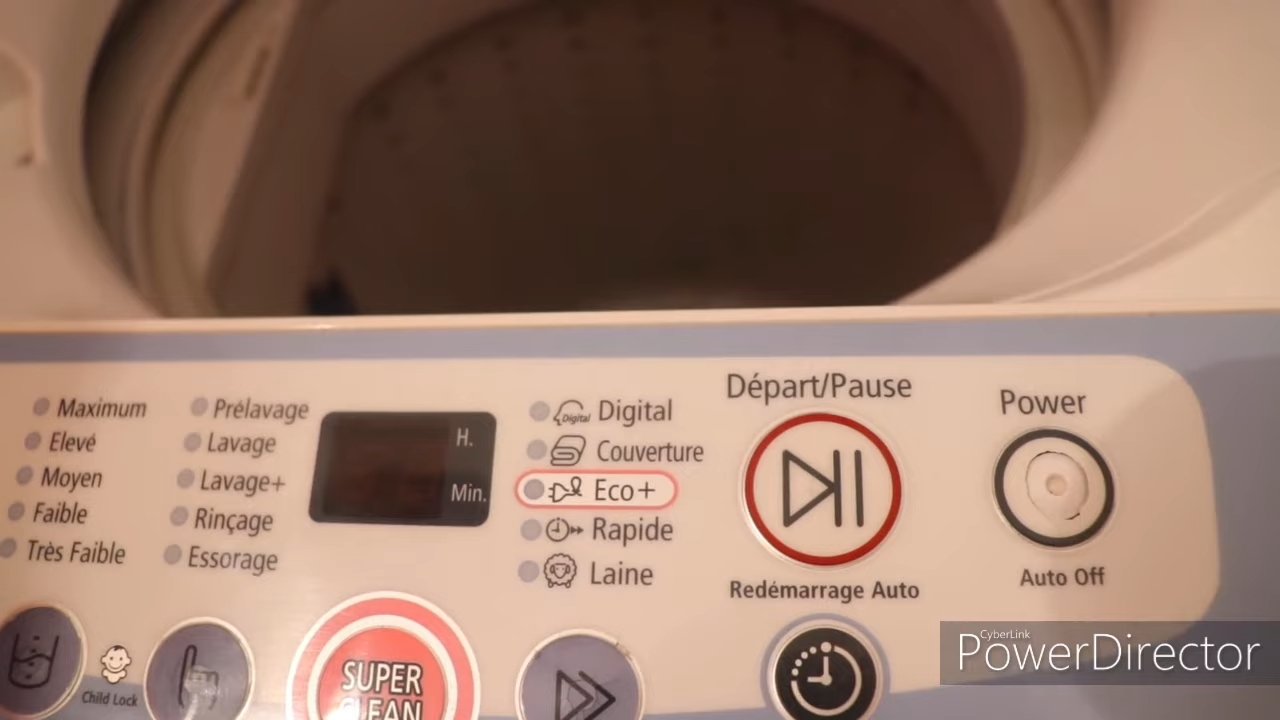 Maximum
Elevé
Moyen
Faible
Très Faible
Prélavage
Lavage
Lavage+
Rinçage
Essorage
H.
Min.
Digital
Digital
Couverture
Eco+
Rapide
Laine
Départ/Pause
Redémarrage Auto
Power
Auto Off
Child Lock
SUPER
CLEAN
CyberLink
PowerDirector